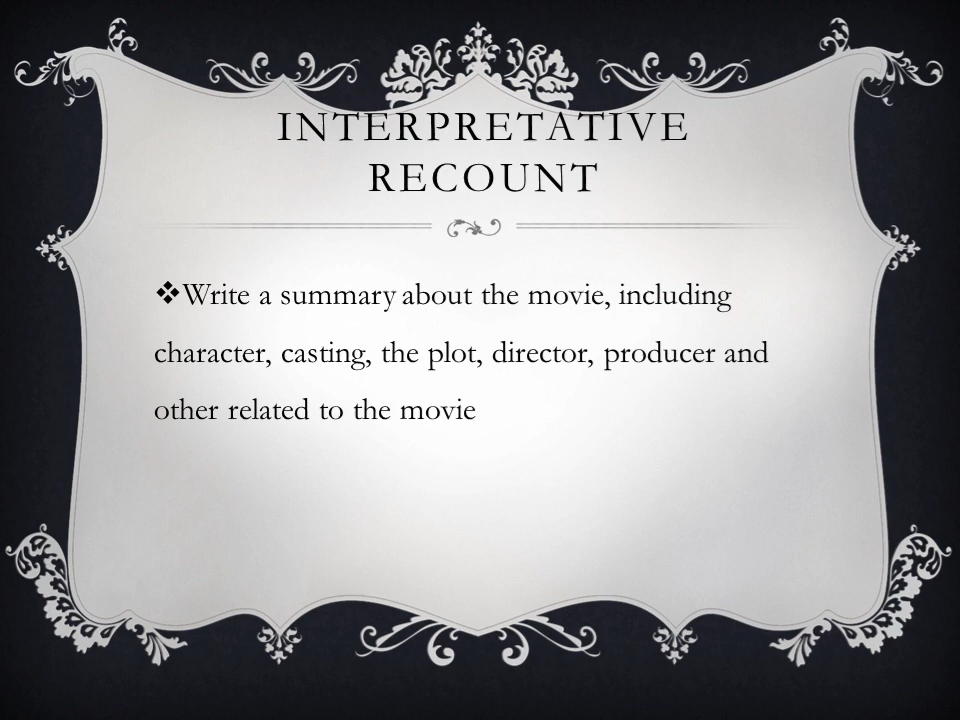 INTERPRETATIVE
RECOUNT
❖Write a summary about the movie, including
character, casting, the plot, director, producer and
other related to the movie